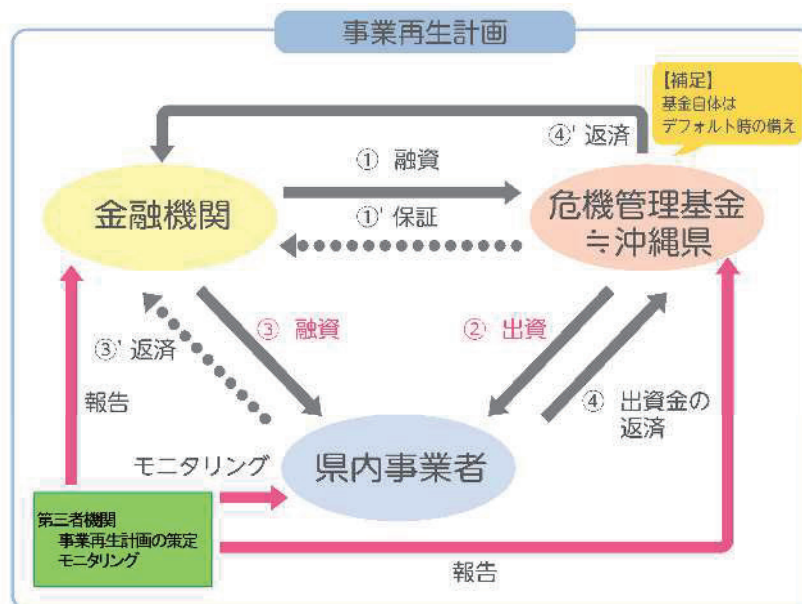 事業再生計画
【補足】
基金自体は
デフォルト時の備え
④' 返済
① 融資
金融機関
①' 保証
危機管理基金
≒沖縄県
③ 融資
② 出資
③' 返済
④ 出資金の
返済
報告
モニタリング
県内事業者
第三者機関
事業再生計画の策定
モニタリング
報告